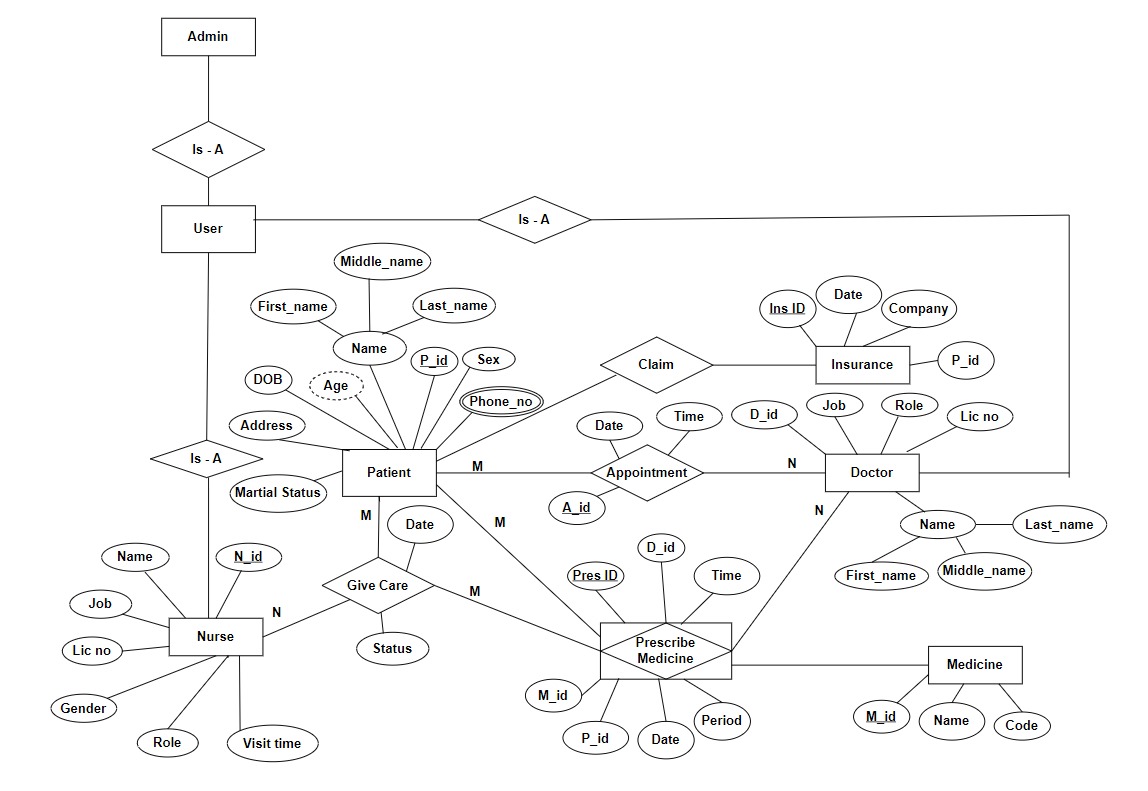 Admin
Is - A
User
Is - A
Middle_name
First_name
Last_name
Name
P_id
Sex
DOB
Age
Phone_no
Address
Martial Status
Patient
Is - A
Claim
Ins ID
Date
Company
Insurance
P_id
Date
Time
Appointment
A_id
M
N
D_id
Job
Role
Lic no
Doctor
Name
Last_name
First_name
Middle_name
N
M
M
Date
Give Care
Status
M
N
Name
N_id
Job
Lic no
Nurse
Gender
Role
Visit time
D_id
Pres ID
Time
Prescribe
Medicine
M_id
P_id
Date
Period
Medicine
M_id
Name
Code